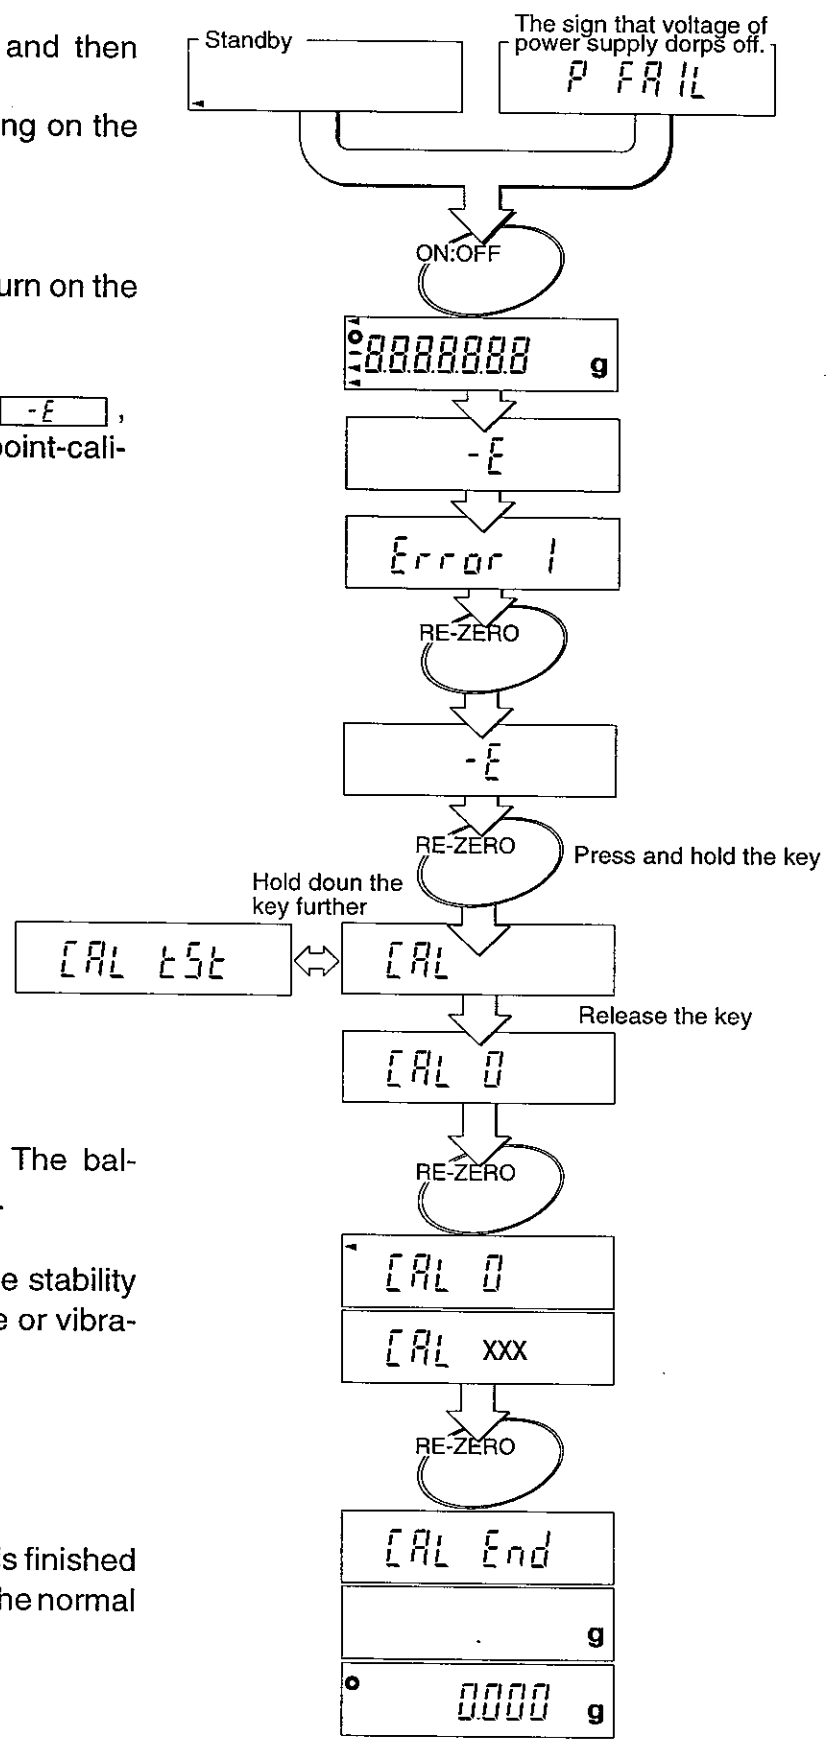 and then
ng on the
urn on the
-E ,
point-cali-
The bal-
.
e stability
e or vibra-
s finished
he normal
Standby
The sign that voltage of
power supply dorps off.
P FAIL
ON:OFF
8.8.8.8.8.8.8 g
-E
Error 1
RE-ZERO
-E
RE-ZERO
Press and hold the key
Hold doun the
key further
CAL tSt
CAL
Release the key
CAL 0
RE-ZERO
CAL 0
CAL XXX
RE-ZERO
CAL End
. g
0.000 g